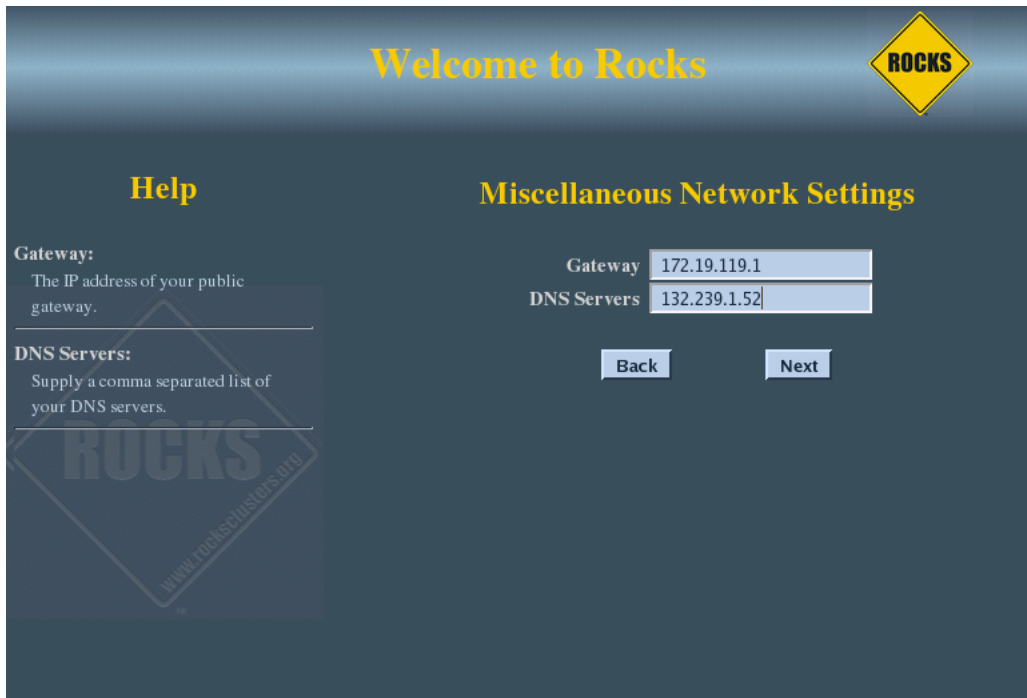 Welcome to Rocks
ROCKS
Help
Gateway:
The IP address of your public
gateway.
DNS Servers:
Supply a comma separated list of
your DNS servers.
ROCKS
www.rocksclusters.org
Miscellaneous Network Settings
Gateway 172.19.119.1
DNS Servers 132.239.1.52
Back Next